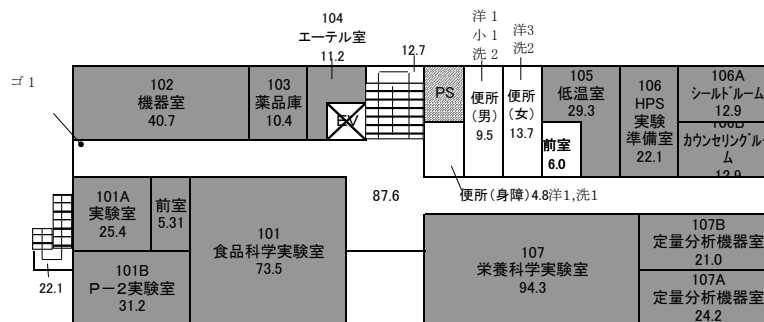 洋１
小１
洗２
洋3
洗2
104
エーテル室
11.2
12.7
ゴ１
102
機器室
40.7
103
薬品庫
10.4
EV
PS
便所
（男）
9.5
便所
（女）
13.7
105
低温室
29.3
前室
6.0
106
HPS
実験
準備室
22.1
106A
シールドルーム
12.9
106B
カウンセリングルー
ム
12.9
便所（身障）4.8洋1,洗1
87.6
101A
実験室
25.4
前室
5.31
101
食品科学実験室
73.5
101B
Ｐ－２実験室
31.2
22.1
107
栄養科学実験室
94.3
107B
定量分析機器室
21.0
107A
定量分析機器室
24.2